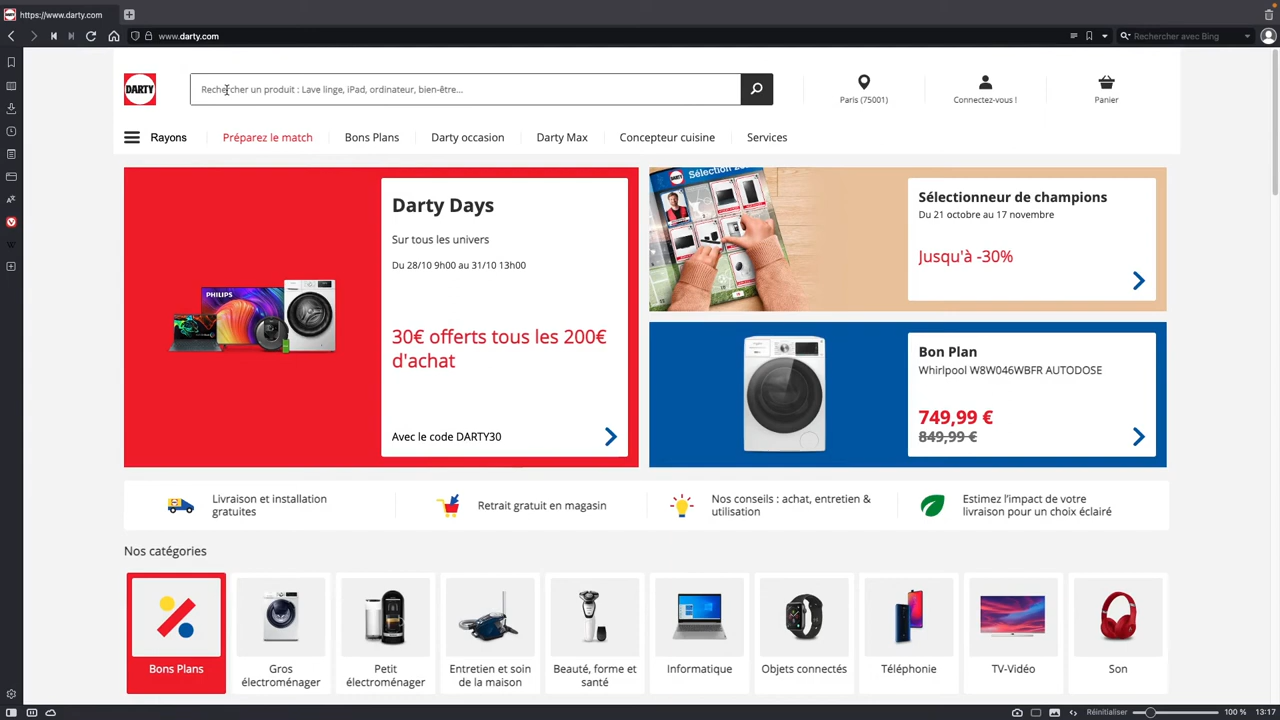 https://www.darty.com
www.darty.com
Rechercher avec Bing
DARTY
Rechercher un produit : Lave linge, iPad, ordinateur, bien-être...
Paris (75001)
Connectez-vous !
Panier
Rayons
Préparez le match
Bons Plans
Darty occasion
Darty Max
Concepteur cuisine
Services
PHILIPS
Darty Days
Sur tous les univers
Du 28/10 9h00 au 31/10 13h00
30€ offerts tous les 200€
d'achat
Avec le code DARTY30
Sélection
Sélectionneur de champions
Du 21 octobre au 17 novembre
Jusqu'à -30%
Bon Plan
Whirlpool W8W046WBFR AUTODOSE
749,99 €
849,99 €
Livraison et installation
gratuites
Retrait gratuit en magasin
Nos conseils : achat, entretien &
utilisation
Estimez l'impact de votre
livraison pour un choix éclairé
Nos catégories
Bons Plans
Gros
électroménager
Petit
électroménager
Entretien et soin
de la maison
Beauté, forme et
santé
Informatique
Objets connectés
Téléphonie
TV-Vidéo
Son
Réinitialiser
100 %
13:17